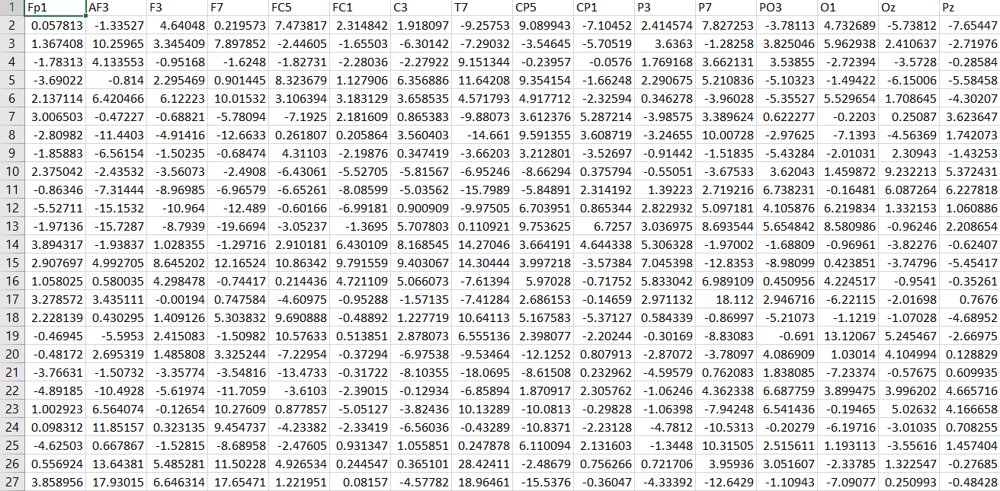 1 Fp1 AF3 F3 F7 FC5 FC1 C3 T7 CP5 CP1 P3 P7 PO3 O1 Oz Pz
2 0.057813 -1.33527 4.64048 0.219573 7.473817 2.314842 1.918097 -9.25753 9.089943 -7.10452 2.414574 7.827253 -3.78113 4.732689 -5.73812 -7.65447
3 1.367408 10.25965 3.345409 7.897852 -2.44605 -1.65503 -6.30142 -7.29032 -3.54645 -5.70519 3.6363 -1.28258 3.825046 5.962938 2.410637 -2.71976
4 -1.78313 4.133553 -0.95168 -1.6248 -1.82731 -2.28036 -2.27922 9.151344 -0.23957 -0.0576 1.769168 3.662131 3.53855 -2.72394 -3.5728 -0.28584
5 -3.69022 -0.814 2.295469 0.901445 8.323679 1.127906 6.356886 11.64208 9.354154 -1.66248 2.290675 5.210836 -5.10323 -1.49422 -6.15006 -5.58458
6 2.137114 6.420466 6.12223 10.01532 3.106394 3.183129 3.658535 4.571793 4.917712 -2.32594 0.346278 -3.96028 -5.35527 5.529654 1.708645 -4.30207
7 3.006503 -0.47227 -0.68821 -5.78094 -7.1925 2.181609 0.865383 -9.88073 3.612376 5.287214 -3.98575 3.389624 0.622277 -0.2203 0.25087 3.623647
8 -2.80982 -11.4403 -4.91416 -12.6633 0.261807 0.205864 3.560403 -14.661 9.591355 3.608719 -3.24655 10.00728 -2.97625 -7.1393 -4.56369 1.742073
9 -1.85883 -6.56154 -1.50235 -0.68474 4.31103 -2.19876 0.347419 -3.66203 3.212801 -3.52697 -0.91442 -1.51835 -5.43284 -2.01031 2.30943 -1.43253
10 2.375042 -2.43532 -3.56073 -2.4908 -6.43061 -5.52705 -5.81567 -6.95246 -8.66294 0.375794 -0.55051 -3.67533 3.62043 1.459872 9.232213 5.372431
11 -0.86346 -7.31444 -8.96985 -6.96579 -6.65261 -8.08599 -5.03562 -15.7989 -5.84891 2.314192 1.39223 2.719216 6.738231 -0.16481 6.087264 6.227818
12 -5.52711 -15.1532 -10.964 -12.489 -0.60166 -6.99181 0.900909 -9.97505 6.703951 0.865344 2.822932 5.097181 4.105876 6.219834 1.332153 1.060886
13 -1.97136 -15.7287 -8.7939 -19.6694 -3.05237 -1.3695 5.707803 0.110921 9.753625 6.7257 3.036975 8.693544 5.654842 8.580986 -0.96246 2.208654
14 3.894317 -1.93837 1.028355 -1.29716 2.910181 6.430109 8.168545 14.27046 3.664191 4.644338 5.306328 -1.97002 -1.68809 -0.96961 -3.82276 -0.62407
15 2.907697 4.992705 8.645202 12.16524 10.86342 9.791559 9.403067 14.30444 3.997218 -3.57384 7.045398 -12.8353 -8.98099 0.423851 -3.74796 -5.45417
16 1.058025 0.580035 4.298478 -0.74417 0.214436 4.721109 5.066073 -7.61394 5.97028 -0.71752 5.833042 6.989109 0.450956 4.224517 -0.9541 -0.35261
17 3.278572 3.435111 -0.00194 0.747584 -4.60975 -0.95288 -1.57135 -7.41284 2.686153 -0.14659 2.971132 18.112 2.946716 -6.22115 -2.01698 0.7676
18 2.228139 0.430295 1.409126 5.303832 9.690888 -0.48892 1.227719 10.64113 5.167583 -5.37127 0.584339 -0.86997 -5.21073 -1.1219 -1.07028 -4.68952
19 -0.46945 -5.5953 2.415083 -1.50982 10.57633 0.513851 2.878073 6.555136 2.398077 -2.20244 -0.30169 -8.83083 -0.691 13.12067 5.245467 -2.66975
20 -0.48172 2.695319 1.485808 3.325244 -7.22954 -0.37294 -6.97538 -9.53464 -12.1252 0.807913 -2.87072 -3.78097 4.086909 1.03014 4.104994 0.128829
21 -3.76631 -1.50732 -3.35774 -3.54816 -13.4733 -0.31722 -8.10355 -18.0695 -8.61508 0.232962 -4.59579 0.762083 1.838085 -7.23374 -0.57675 0.609935
22 -4.89185 -10.4928 -5.61974 -11.7059 -3.6103 -2.39015 -0.12934 -6.85894 1.870917 2.305762 -1.06246 4.362338 6.687759 3.899475 3.996202 4.665716
23 1.002923 6.564074 -0.12654 10.27609 0.877857 -5.05127 -3.82436 10.13289 -10.0813 -0.29828 -1.06398 -7.94248 6.541436 -0.19465 5.02632 4.166658
24 0.098312 11.85157 0.323135 9.454737 -4.23382 -2.33419 -6.56036 -0.43289 -10.8371 -2.23128 -4.7812 -10.5313 -0.20279 -6.19716 -3.01035 0.708255
25 -4.62503 0.667867 -1.52815 -8.68958 -2.47605 0.931347 1.055851 0.247878 6.110094 2.131603 -1.3448 10.31505 2.515611 1.193113 -3.55616 1.457404
26 0.556924 13.64381 5.485281 11.50228 4.926534 0.244547 0.365101 28.42411 -2.48679 0.756266 0.721706 3.95936 3.051607 -2.33785 1.322547 -0.27685
27 3.858956 17.93015 6.646314 17.65471 1.221951 0.08157 -4.57782 18.96461 -15.5376 -0.36047 -4.33392 -12.6429 -1.10943 -7.09077 0.250993 -0.48428